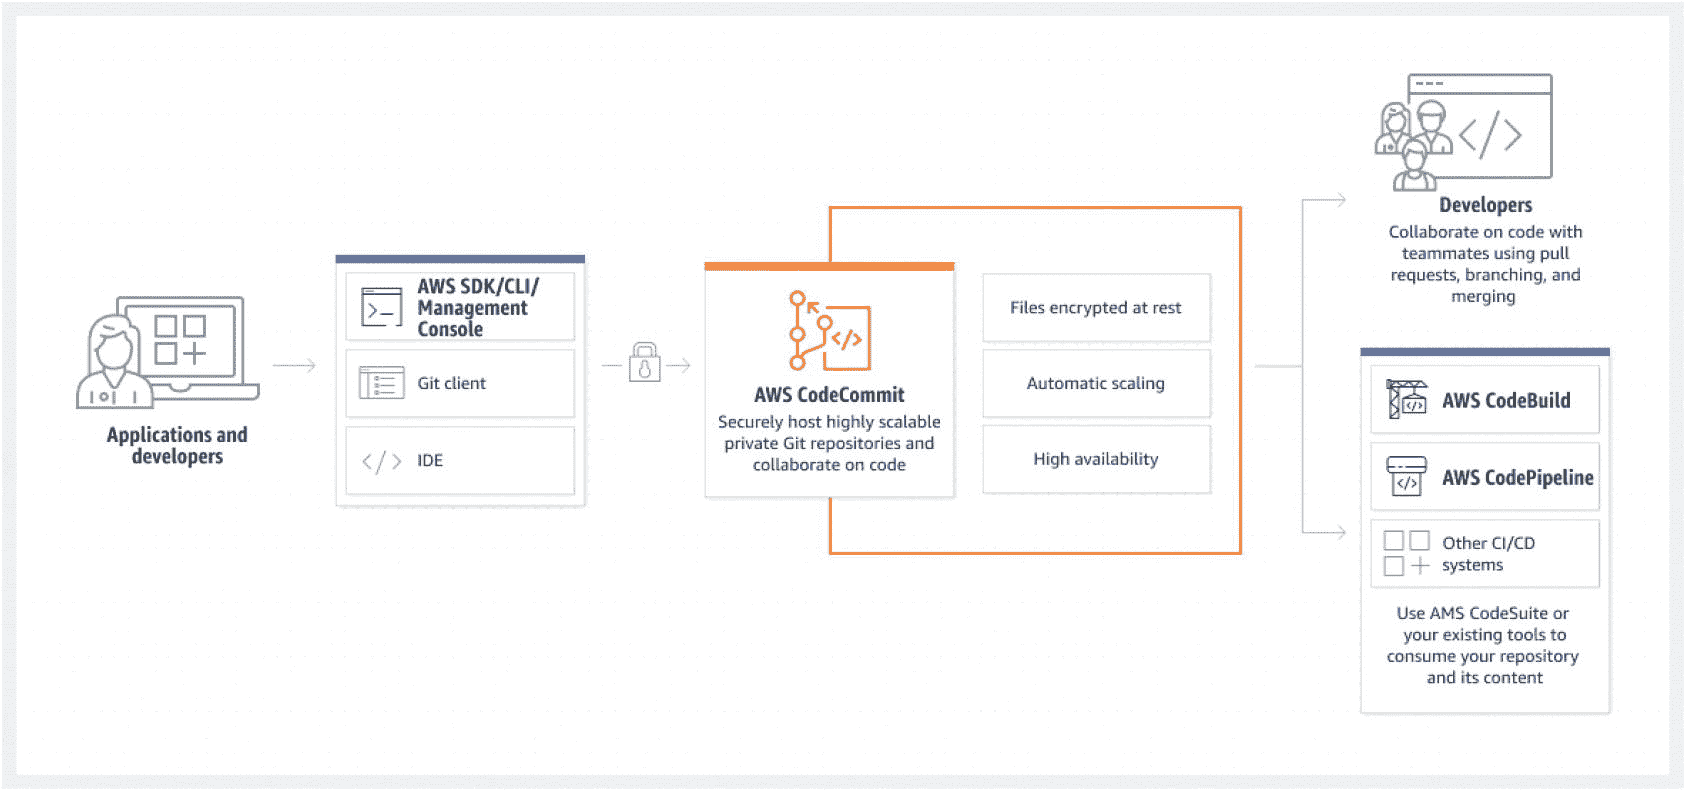 Applications and
developers
AWS SDK/CLI/
Management
Console
Git client
</> IDE
</>
AWS CodeCommit
Securely host highly scalable
private Git repositories and
collaborate on code
Files encrypted at rest
Automatic scaling
High availability
</>
Developers
Collaborate on code with
teammates using pull
requests, branching, and
merging
</> AWS CodeBuild
</> AWS CodePipeline
Other CI/CD
systems
Use AMS CodeSuite or
your existing tools to
consume your repository
and its content